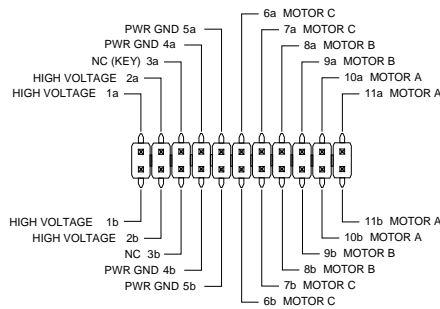 6a MOTOR C
PWR GND 5a
7a MOTOR C
PWR GND 4a
8a MOTOR B
NC (KEY) 3a
9a MOTOR B
HIGH VOLTAGE 2a
10a MOTOR A
HIGH VOLTAGE 1a
11a MOTOR A
HIGH VOLTAGE 1b
11b MOTOR A
HIGH VOLTAGE 2b
10b MOTOR A
NC 3b
9b MOTOR B
PWR GND 4b
8b MOTOR B
PWR GND 5b
7b MOTOR C
6b MOTOR C